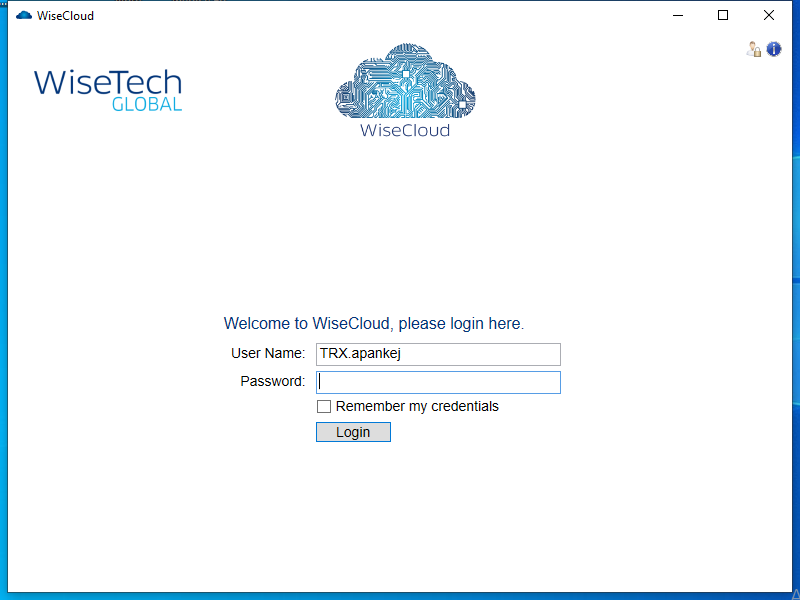 WiseCloud
WiseTech
GLOBAL
WiseCloud
Welcome to WiseCloud, please login here.
User Name: TRX.apankej
Password:
Remember my credentials
Login